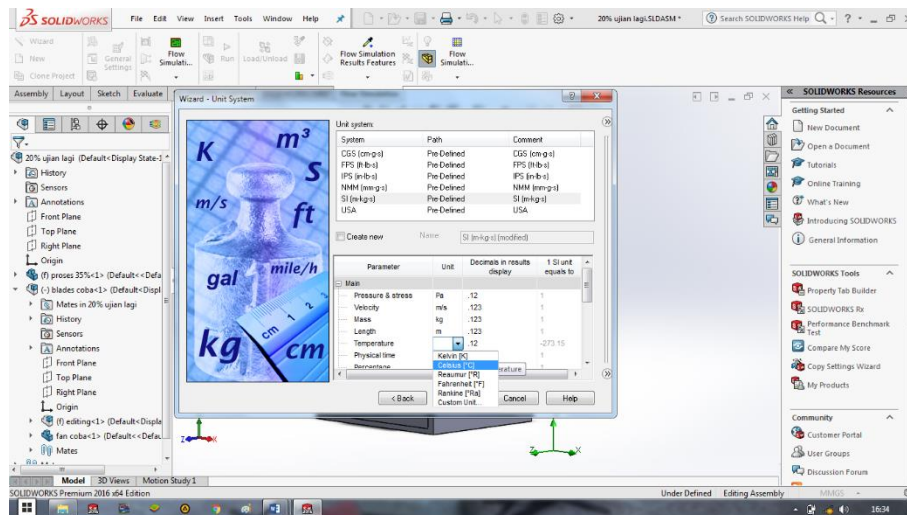 SOLIDWORKS File Edit View Insert Tools Window Help 20% ujian lagi.SLDASM * Search SOLIDWORKS Help
Wizard
New
Clone Project
General Settings
Flow Simulati...
Run
Load/Unload
Flow Simulation Results Features
Flow Simulati...
Assembly Layout Sketch Evaluate
20% ujian lagi (Default<Display State-1
History
Sensors
Annotations
Front Plane
Top Plane
Right Plane
Origin
(f) proses 35%<1> (Default<<Defa
(-) blades coba<1> (Default<<Displ
Mates in 20% ujian lagi
History
Sensors
Annotations
Front Plane
Top Plane
Right Plane
Origin
(f) editing<1> (Default<<Displa
fan coba<1> (Default<<Defau
Mates
Wizard - Unit System
K m³
S
m/s ft
gal mile/h
cm 1 2 3
kg cm
Unit system:
System Path Comment
CGS (cm-g-s) Pre-Defined CGS (cm-g-s)
FPS (ft-lb-s) Pre-Defined FPS (ft-lb-s)
IPS (in-lb-s) Pre-Defined IPS (in-lb-s)
NMM (mm-g-s) Pre-Defined NMM (mm-g-s)
SI (m-kg-s) Pre-Defined SI (m-kg-s)
USA Pre-Defined USA
Create new Name: SI (m-kg-s) (modified)
Parameter Unit Decimals in results display 1 SI unit equals to
Main
Pressure & stress Pa .12 1
Velocity m/s .123 1
Mass kg .123 1
Length m .123 1
Temperature .12 -273.15
Physical time 1
Percentage
Kelvin [K]
Celsius [°C]
Reaumur [°R]
Fahrenheit [°F]
Rankine [°Ra]
Custom Unit...
< Back Cancel Help
SOLIDWORKS Resources
Getting Started
New Document
Open a Document
Tutorials
Online Training
What's New
Introducing SOLIDWORKS
General Information
SOLIDWORKS Tools
Property Tab Builder
SOLIDWORKS Rx
Performance Benchmark Test
Compare My Score
Copy Settings Wizard
My Products
Community
Customer Portal
User Groups
Discussion Forum
Z X
Z X
Model 3D Views Motion Study 1
SOLIDWORKS Premium 2016 x64 Edition Under Defined Editing Assembly MMGS
16:34